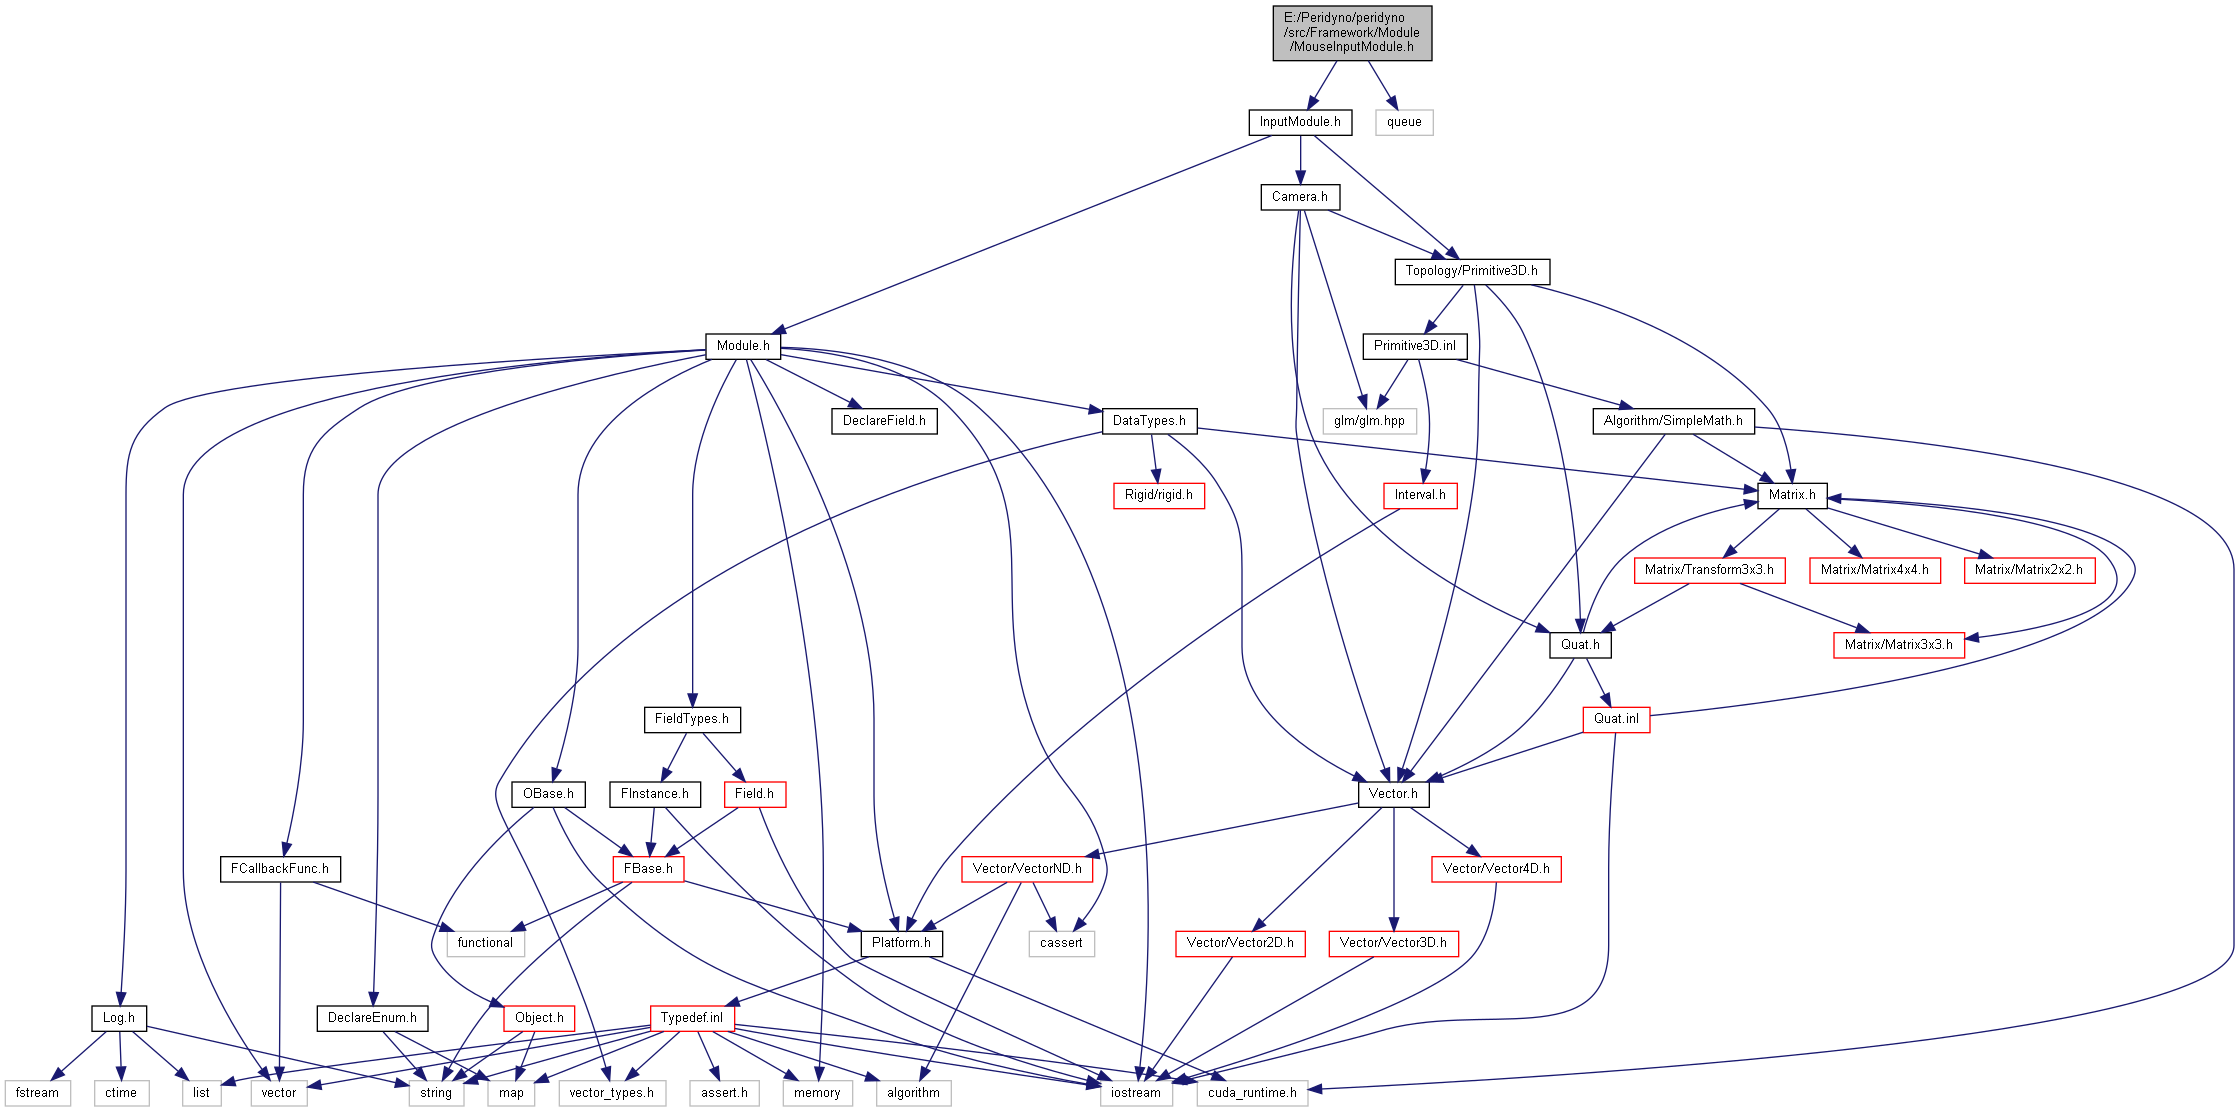 E:/Peridyno/peridyno
/src/Framework/Module
/MouseInputModule.h
InputModule.h
queue
Camera.h
Topology/Primitive3D.h
Module.h
Primitive3D.inl
DeclareField.h
DataTypes.h
glm/glm.hpp
Algorithm/SimpleMath.h
Rigid/rigid.h
Interval.h
Matrix.h
Matrix/Transform3x3.h
Matrix/Matrix4x4.h
Matrix/Matrix2x2.h
Quat.h
Matrix/Matrix3x3.h
FieldTypes.h
Quat.inl
OBase.h
FInstance.h
Field.h
Vector.h
FCallbackFunc.h
FBase.h
Vector/VectorND.h
Vector/Vector4D.h
functional
Platform.h
cassert
Vector/Vector2D.h
Vector/Vector3D.h
Log.h
DeclareEnum.h
Object.h
Typedef.inl
fstream
ctime
list
vector
string
map
vector_types.h
assert.h
memory
algorithm
iostream
cuda_runtime.h